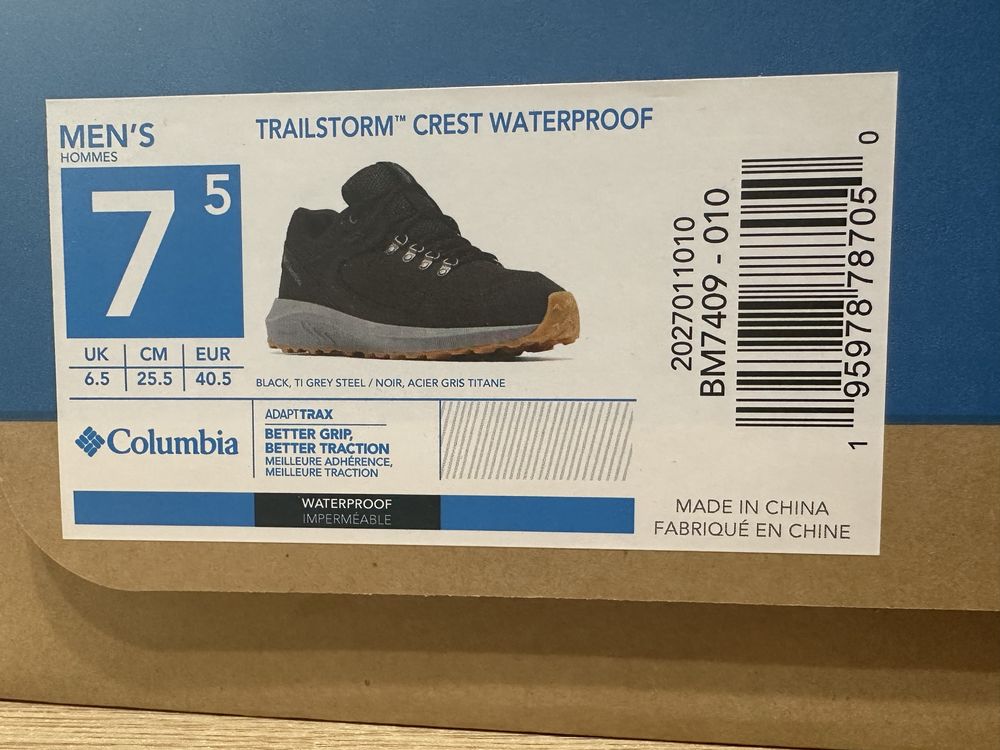 MEN'S
HOMMES
7 5
UK CM EUR
6.5 25.5 40.5
TRAILSTORM™ CREST WATERPROOF
BLACK, TI GREY STEEL / NOIR, ACIER GRIS TITANE
Columbia
ADAPTTRAX
BETTER GRIP,
BETTER TRACTION
MEILLEURE ADHÉRENCE,
MEILLEURE TRACTION
WATERPROOF
IMPERMÉABLE
2027011010
BM7409 - 010
1 95978 78705 0
MADE IN CHINA
FABRIQUÉ EN CHINE